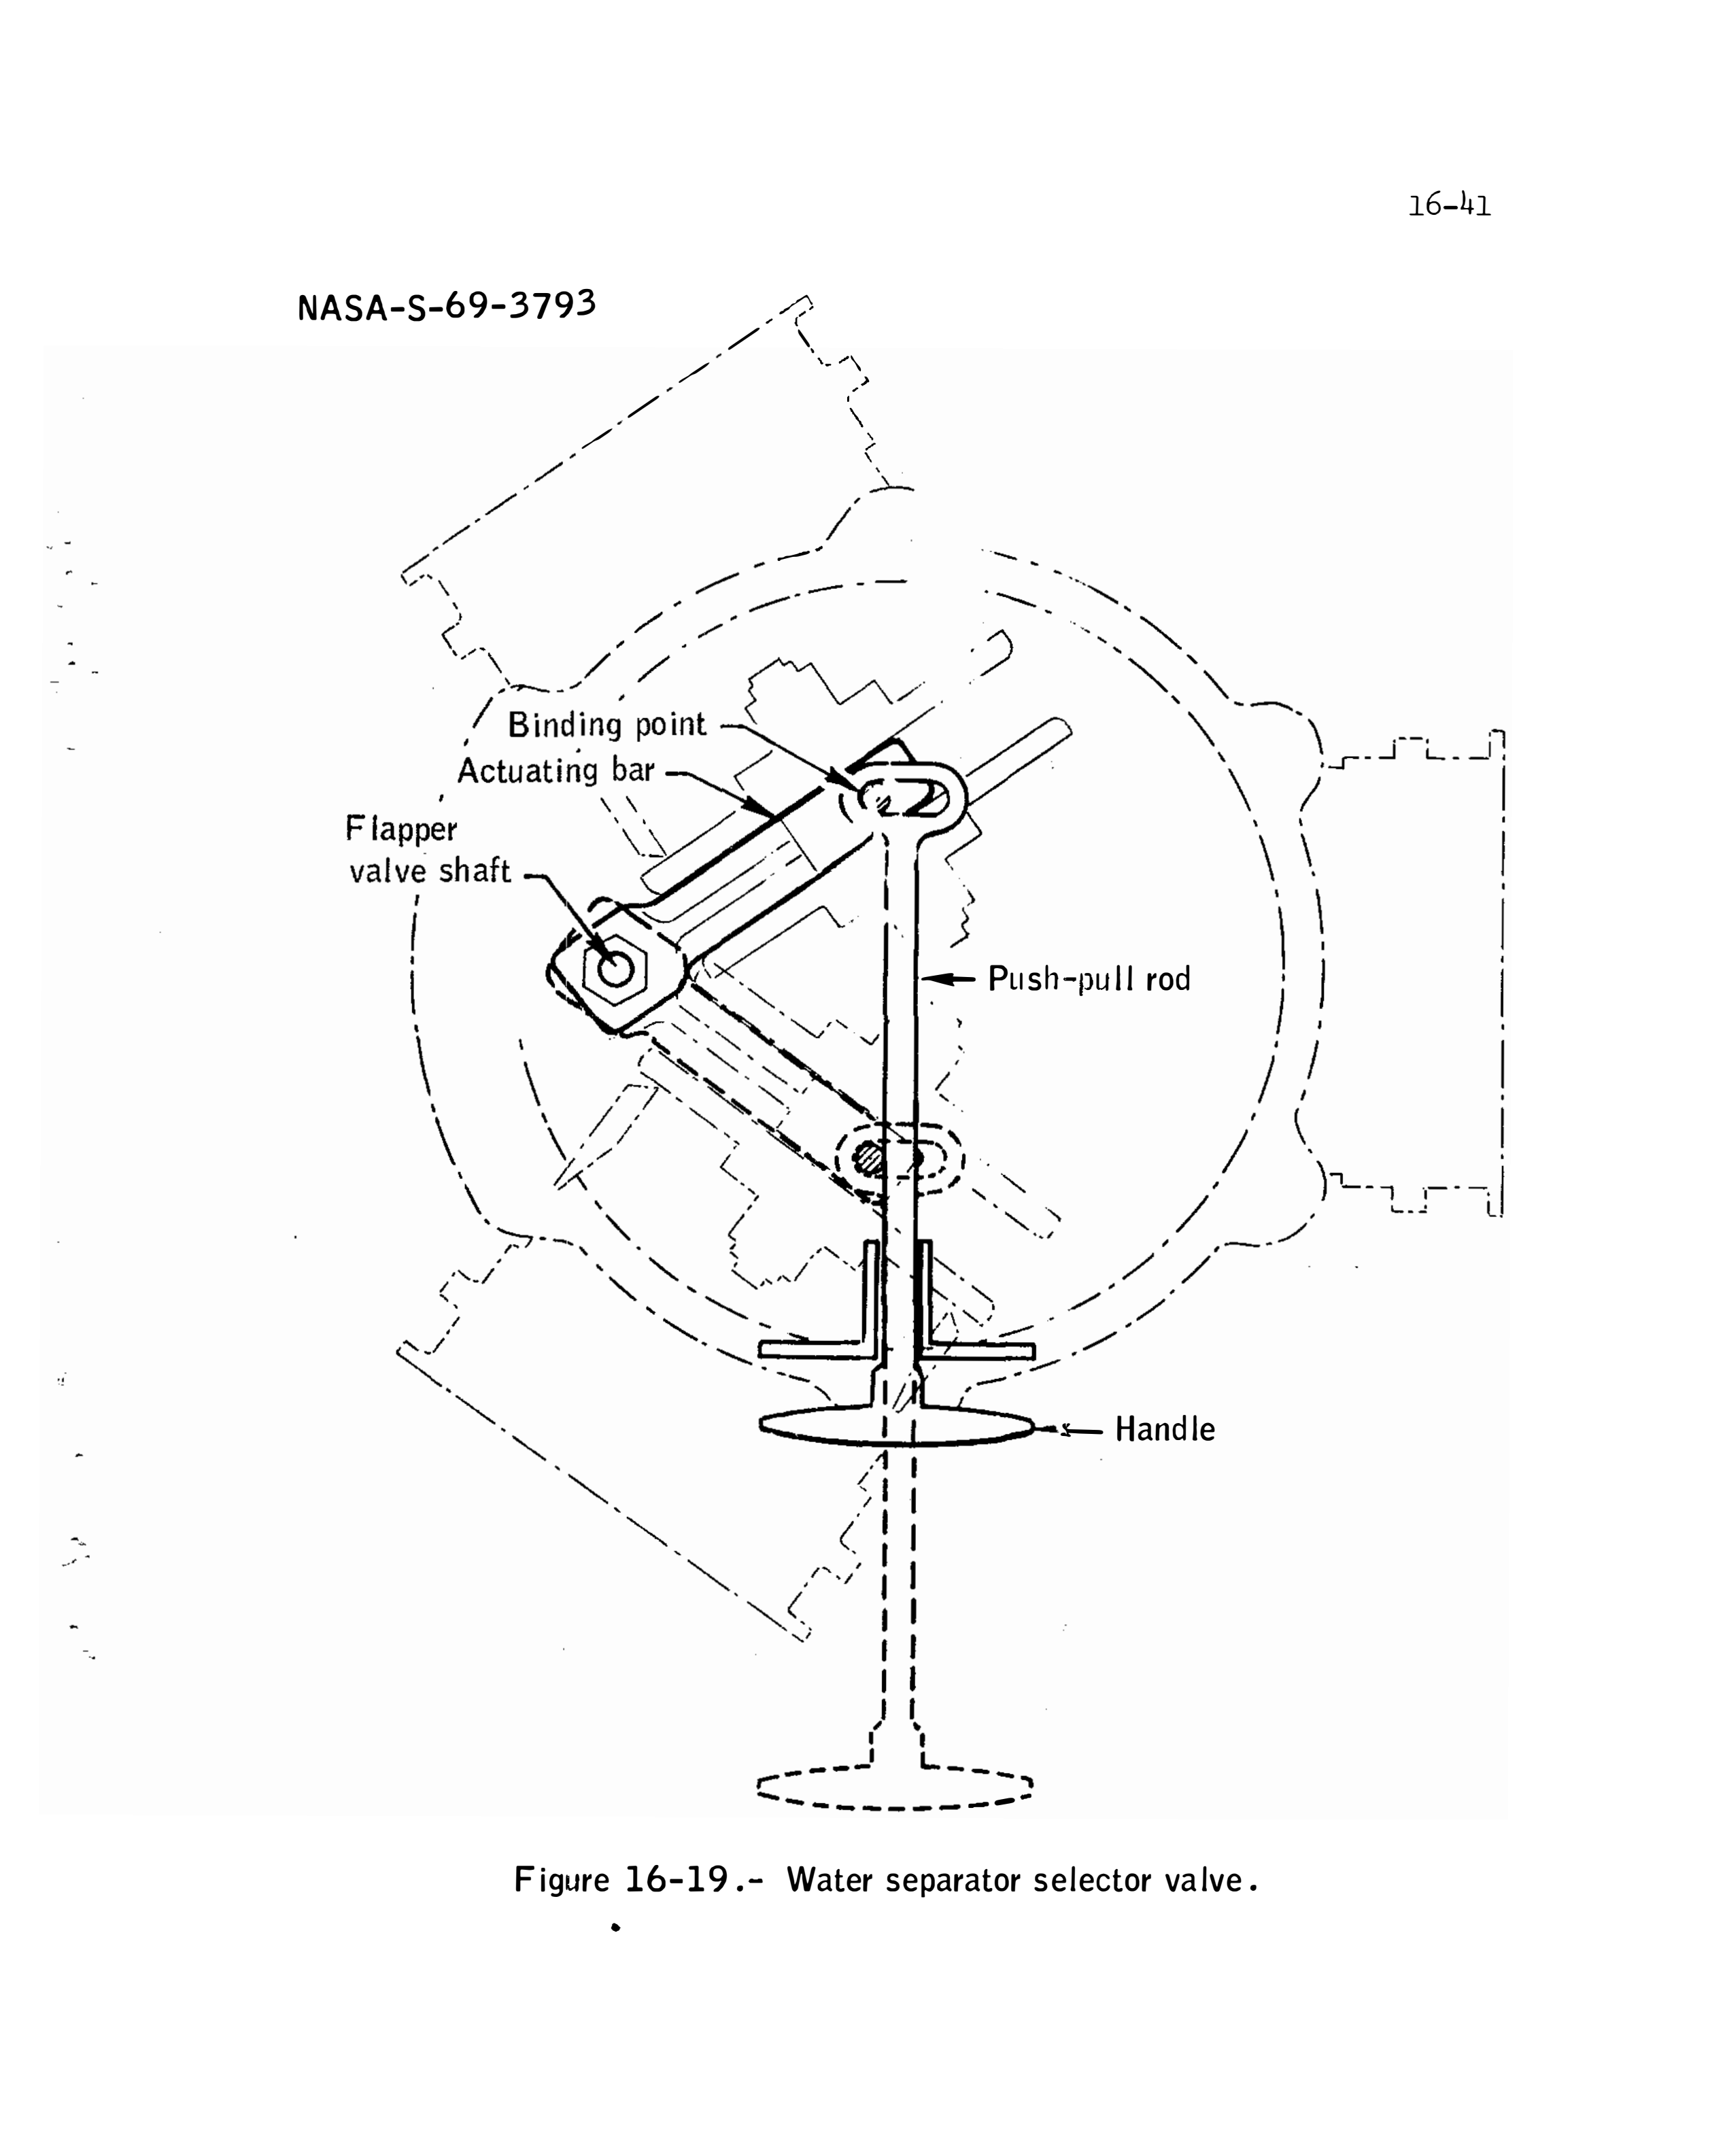 16-41
NASA-S-69-3793
Binding point
Actuating bar
Flapper
valve shaft
Push-pull rod
Handle
Figure 16-19.- Water separator selector valve.